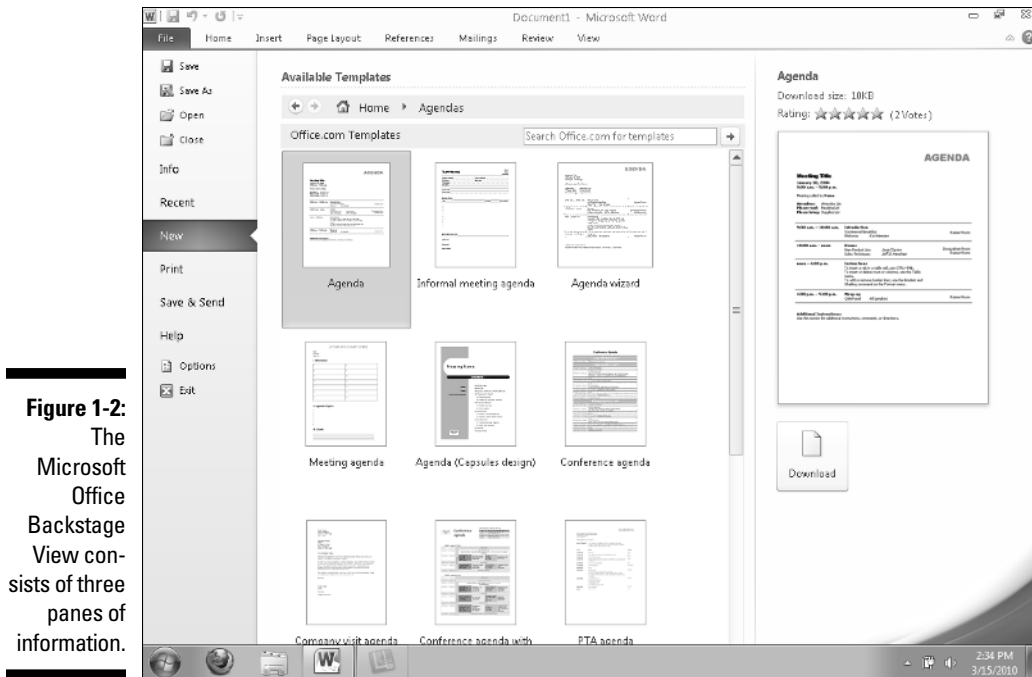 Document1 - Microsoft Word
File Home Insert Page Layout References Mailings Review View
Save
Save As
Open
Close
Info
Recent
New
Print
Save & Send
Help
Options
Exit
Available Templates
Home Agendas
Office.com Templates Search Office.com for templates
Agenda Informal meeting agenda Agenda wizard
Meeting agenda Agenda (Capsules design) Conference agenda
Company visit agenda Conference agenda with PTA agenda
Agenda
Download size: 10KB
Rating: (2 Votes)
AGENDA
Meeting Title
Download
2:34 PM
3/15/2010
Figure 1-2:
The
Microsoft
Office
Backstage
View con-
sists of three
panes of
information.